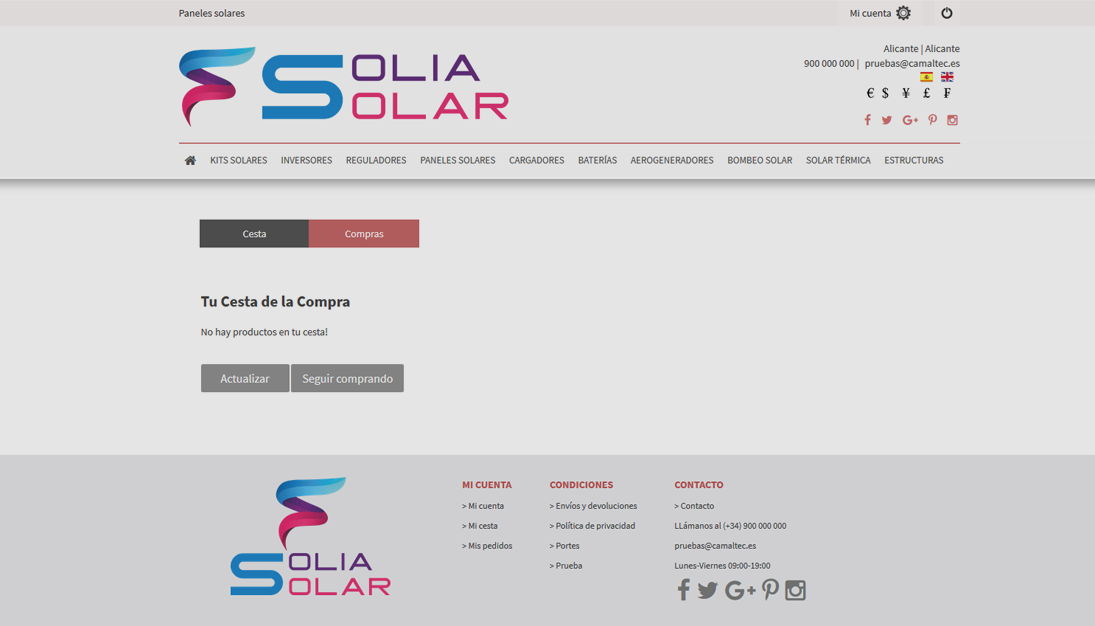 Paneles solares
Mi cuenta
SOLIA
SOLAR
Alicante | Alicante
900 000 000 | pruebas@camaltec.es
€ $ ¥ £ ₣
KITS SOLARES INVERSORES REGULADORES PANELES SOLARES CARGADORES BATERÍAS AEROGENERADORES BOMBEO SOLAR SOLAR TÉRMICA ESTRUCTURAS
Cesta Compras
Tu Cesta de la Compra
No hay productos en tu cesta!
Actualizar Seguir comprando
SOLIA
SOLAR
MI CUENTA
> Mi cuenta
> Mi cesta
> Mis pedidos
CONDICIONES
> Envíos y devoluciones
> Política de privacidad
> Portes
> Prueba
CONTACTO
> Contacto
LLámanos al (+34) 900 000 000
pruebas@camaltec.es
Lunes-Viernes 09:00-19:00